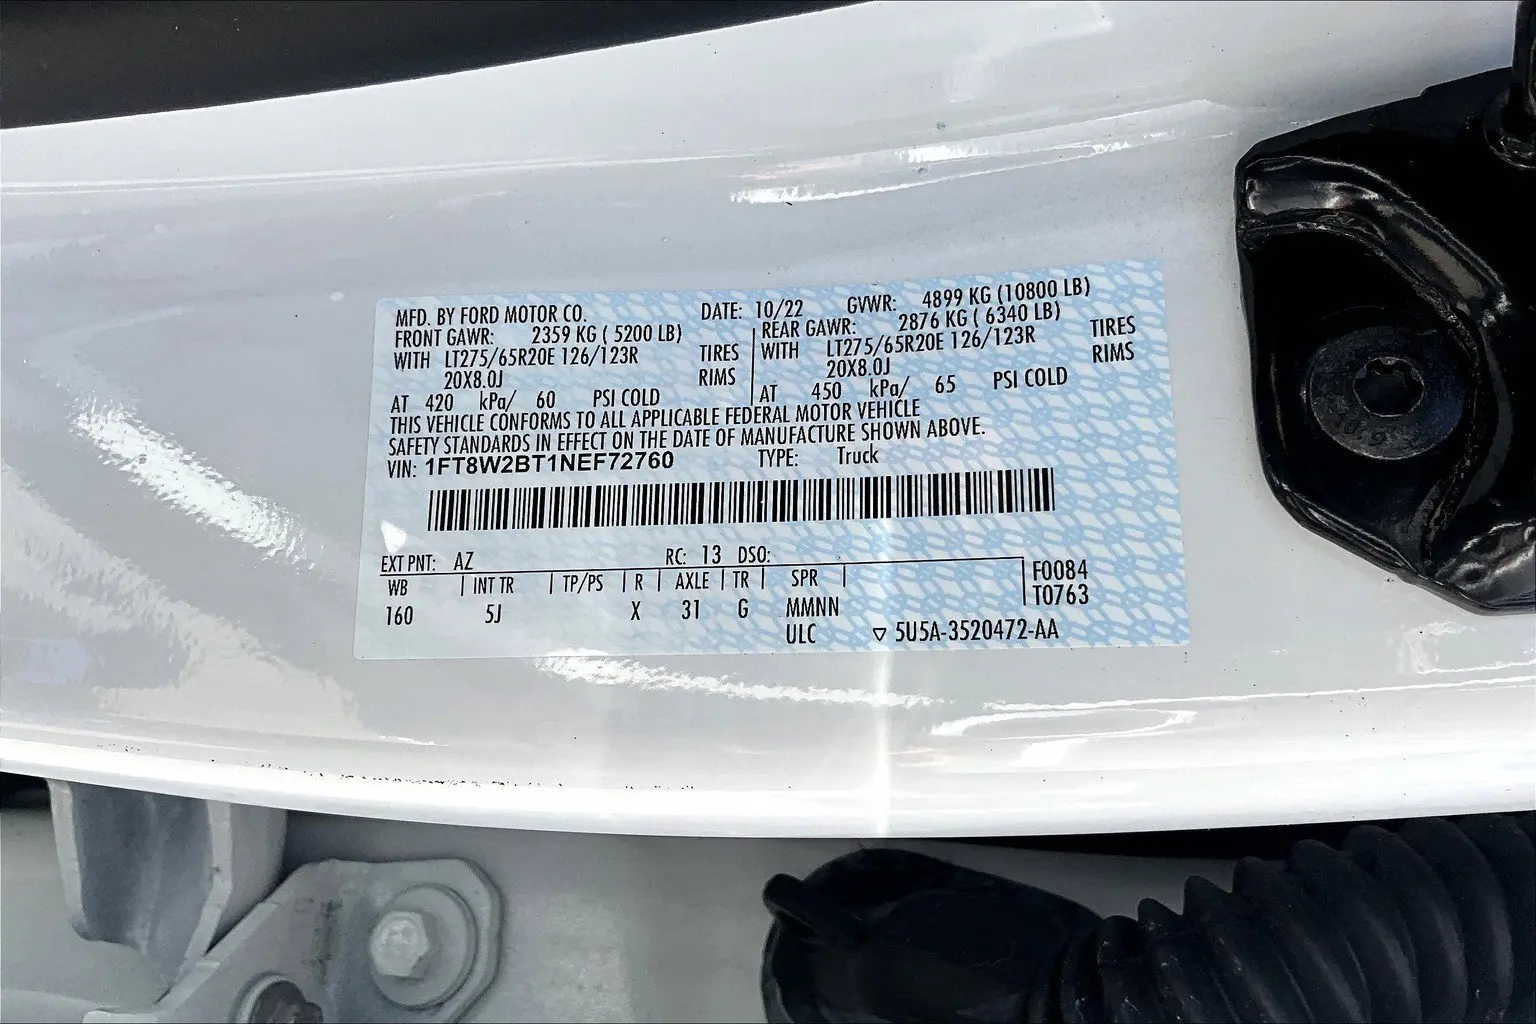 MFD. BY FORD MOTOR CO. DATE: 10/22 GVWR: 4899 KG (10800 LB)
FRONT GAWR: 2359 KG ( 5200 LB) REAR GAWR: 2876 KG ( 6340 LB)
WITH LT275/65R20E 126/123R TIRES WITH LT275/65R20E 126/123R TIRES
20X8.0J RIMS 20X8.0J RIMS
AT 420 kPa/ 60 PSI COLD AT 450 kPa/ 65 PSI COLD
THIS VEHICLE CONFORMS TO ALL APPLICABLE FEDERAL MOTOR VEHICLE
SAFETY STANDARDS IN EFFECT ON THE DATE OF MANUFACTURE SHOWN ABOVE.
VIN: 1FT8W2BT1NEF72760 TYPE: Truck
EXT PNT: AZ RC: 13 DSO:
WB INT TR TP/PS R AXLE TR SPR F0084
160 5J X 31 G MMNN T0763
ULC ▽ 5U5A-3520472-AA